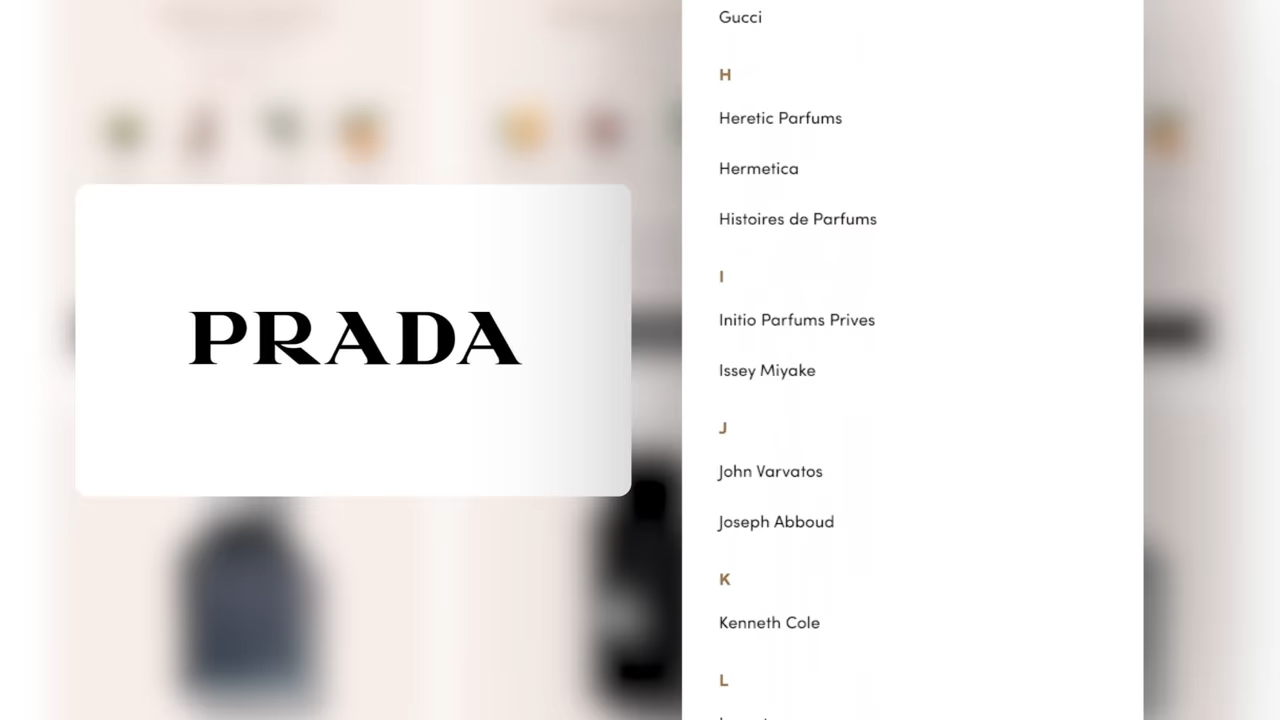 PRADA
Gucci
H
Heretic Parfums
Hermetica
Histoires de Parfums
I
Initio Parfums Prives
Issey Miyake
J
John Varvatos
Joseph Abboud
K
Kenneth Cole
L